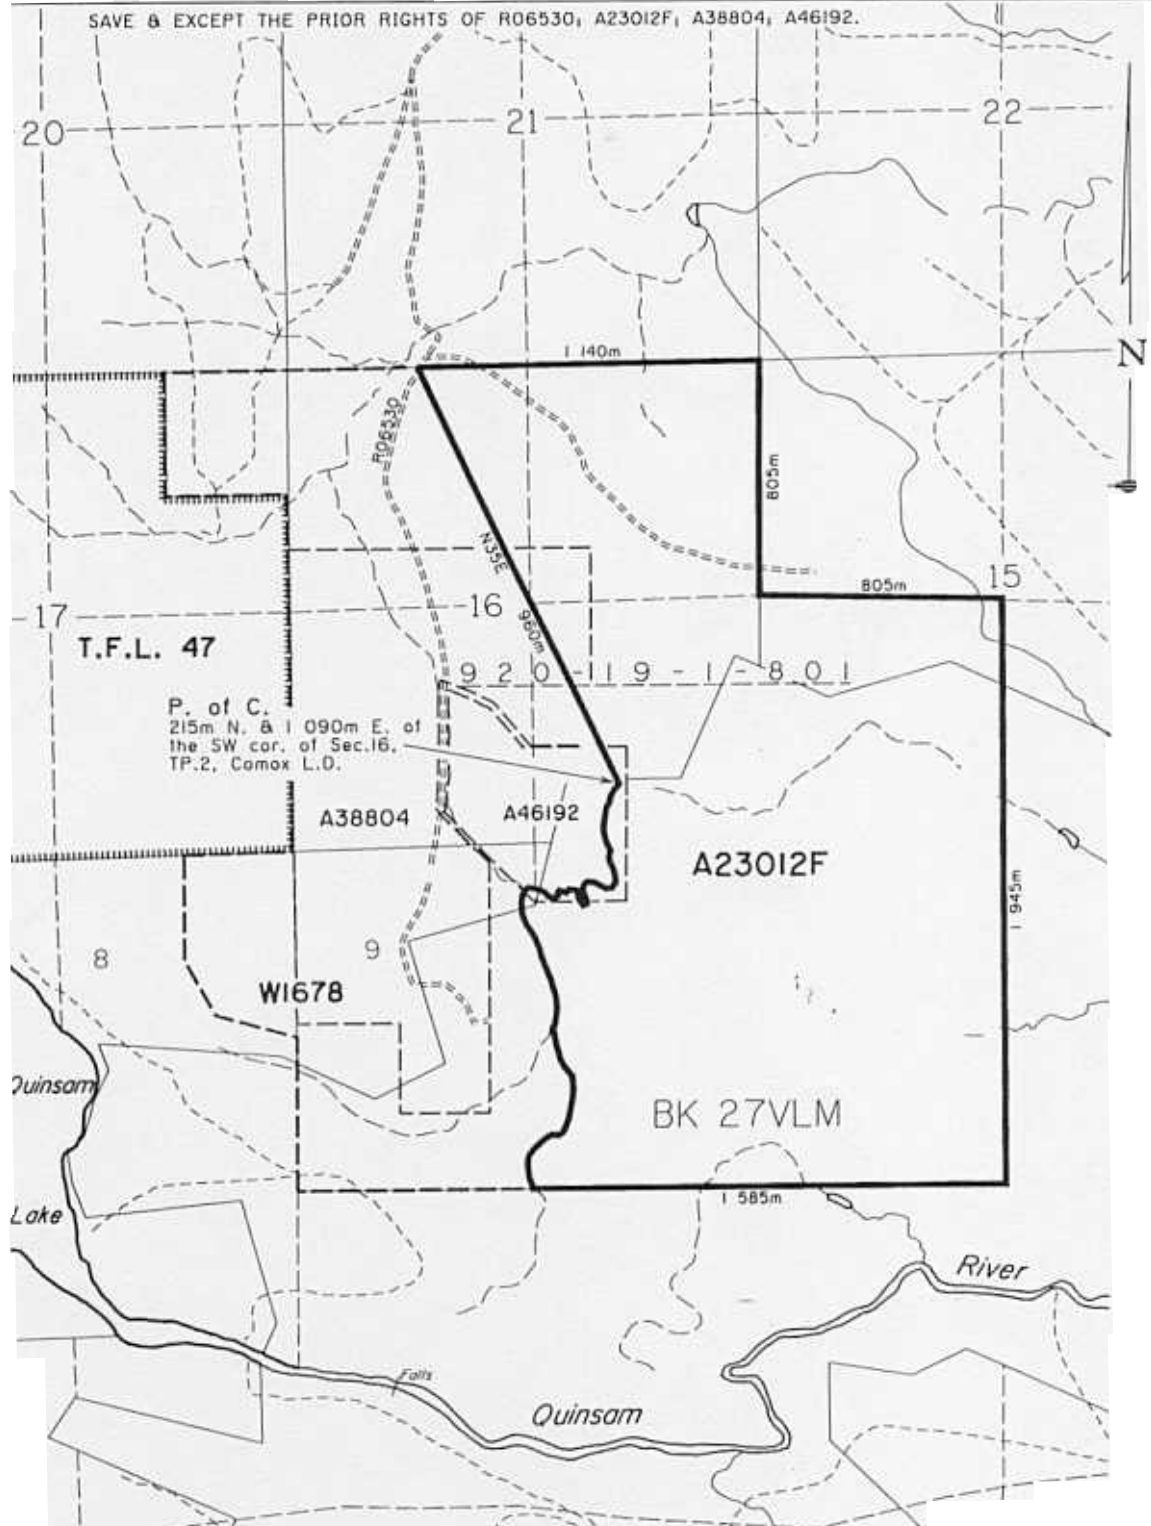 SAVE & EXCEPT THE PRIOR RIGHTS OF R06530; A23012F; A38804; A46192.
20
21
22
N
1 140m
R06530
805m
N35E
15
805m
16
17
960m
T.F.L. 47
920-19-1-801
P. of C.
215m N. & 1 090m E. of
the SW cor. of Sec.16,
TP.2, Comox L.D.
A38804
A46192
A23012F
1 945m
9
8
W1678
Quinsam
BK 27VLM
1 585m
Lake
River
Falls
Quinsam